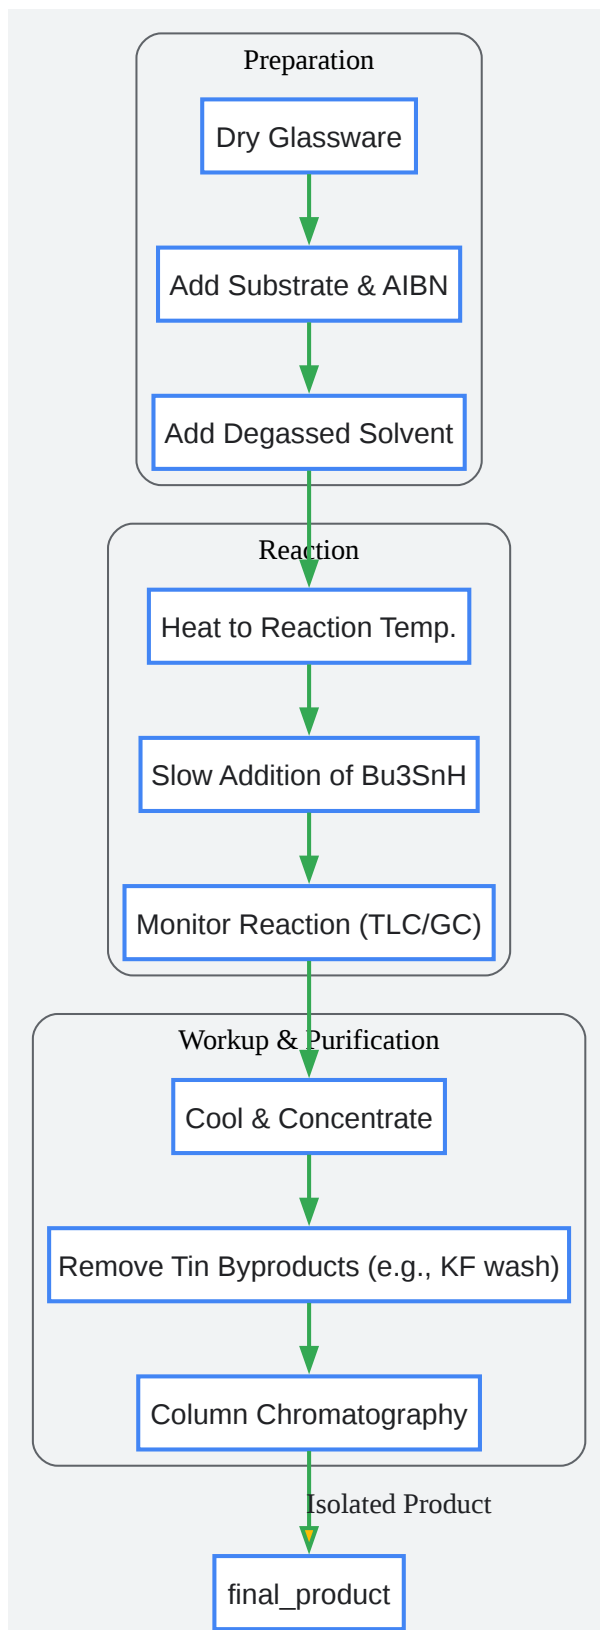 Preparation
Dry Glassware
Add Substrate & AIBN
Add Degassed Solvent
Reaction
Heat to Reaction Temp.
Slow Addition of Bu3SnH
Monitor Reaction (TLC/GC)
Workup & Purification
Cool & Concentrate
Remove Tin Byproducts (e.g., KF wash)
Column Chromatography
Isolated Product
final_product